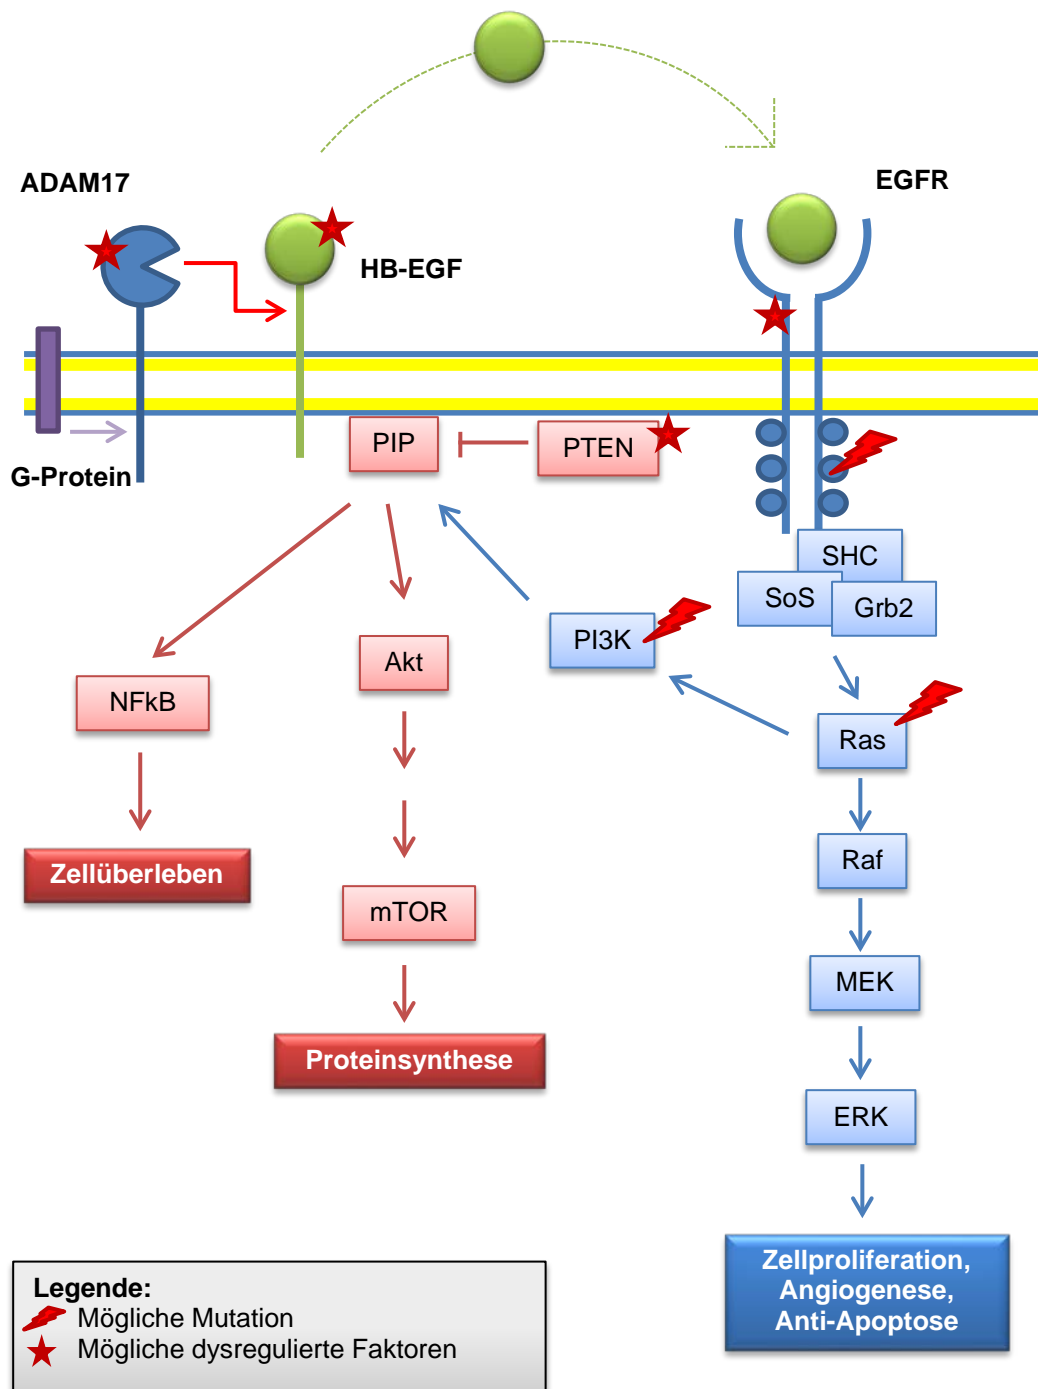 ADAM17
EGFR
HB-EGF
G-Protein
PIP
PTEN
SHC
SoS
Grb2
PI3K
Akt
NFkB
Ras
Zellüberleben
Raf
mTOR
MEK
Proteinsynthese
ERK
Zellproliferation,
Angiogenese,
Anti-Apoptose
Legende:
Mögliche Mutation
Mögliche dysregulierte Faktoren